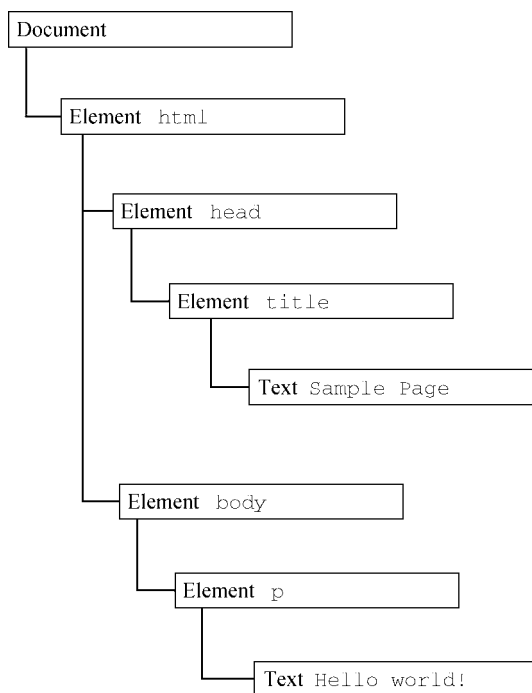 Document
Element html
Element head
Element title
Text Sample Page
Element body
Element p
Text Hello world!